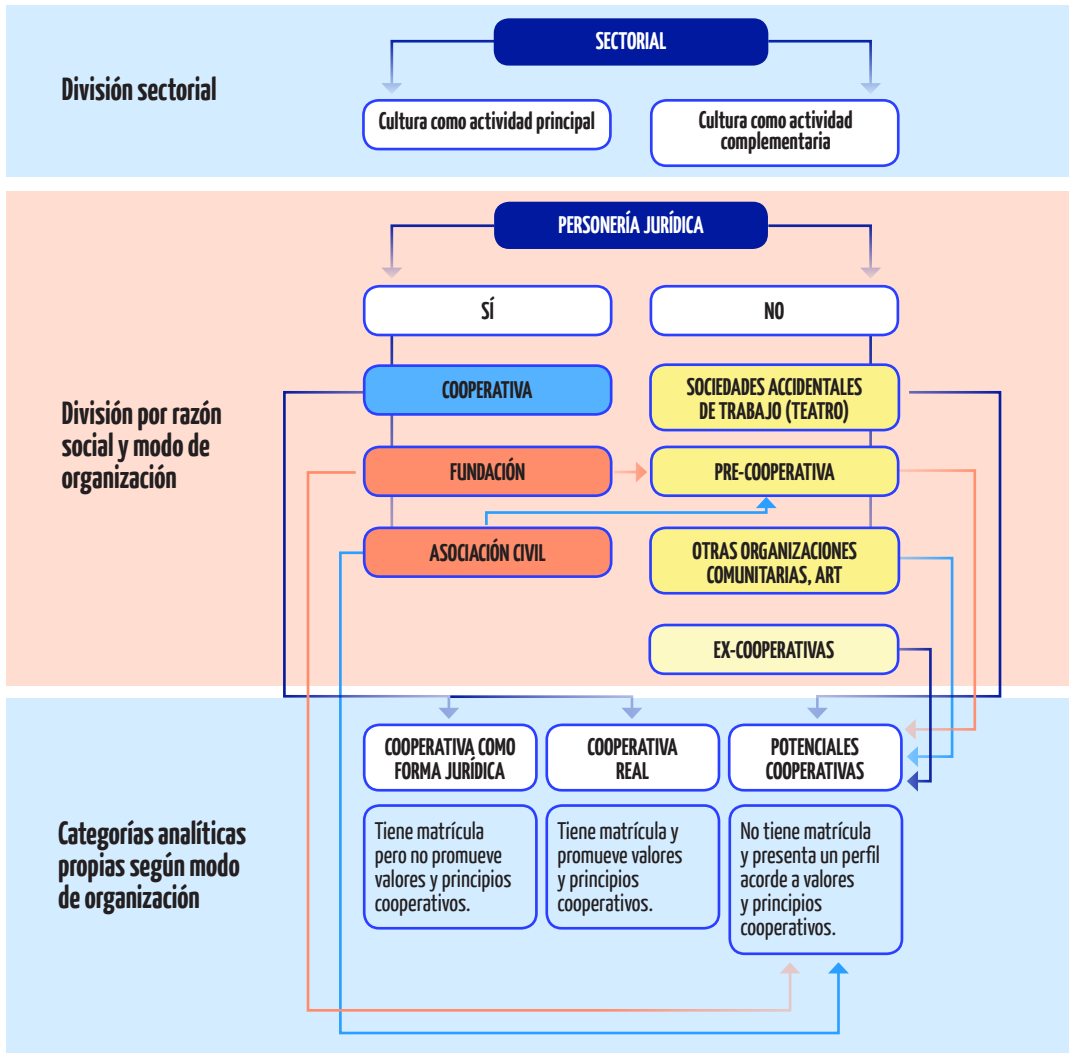 SECTORIAL
División sectorial
Cultura como actividad principal
Cultura como actividad
complementaria
PERSONERÍA JURÍDICA
SÍ
NO
División por razón
social y modo de
organización
COOPERATIVA
SOCIEDADES ACCIDENTALES
DE TRABAJO (TEATRO)
FUNDACIÓN
PRE-COOPERATIVA
ASOCIACIÓN CIVIL
OTRAS ORGANIZACIONES
COMUNITARIAS, ART
EX-COOPERATIVAS
Categorías analíticas
propias según modo
de organización
COOPERATIVA COMO
FORMA JURÍDICA
COOPERATIVA
REAL
POTENCIALES
COOPERATIVAS
Tiene matrícula
pero no promueve
valores y principios
cooperativos.
Tiene matrícula y
promueve valores
y principios
cooperativos.
No tiene matrícula
y presenta un perfil
acorde a valores
y principios
cooperativos.